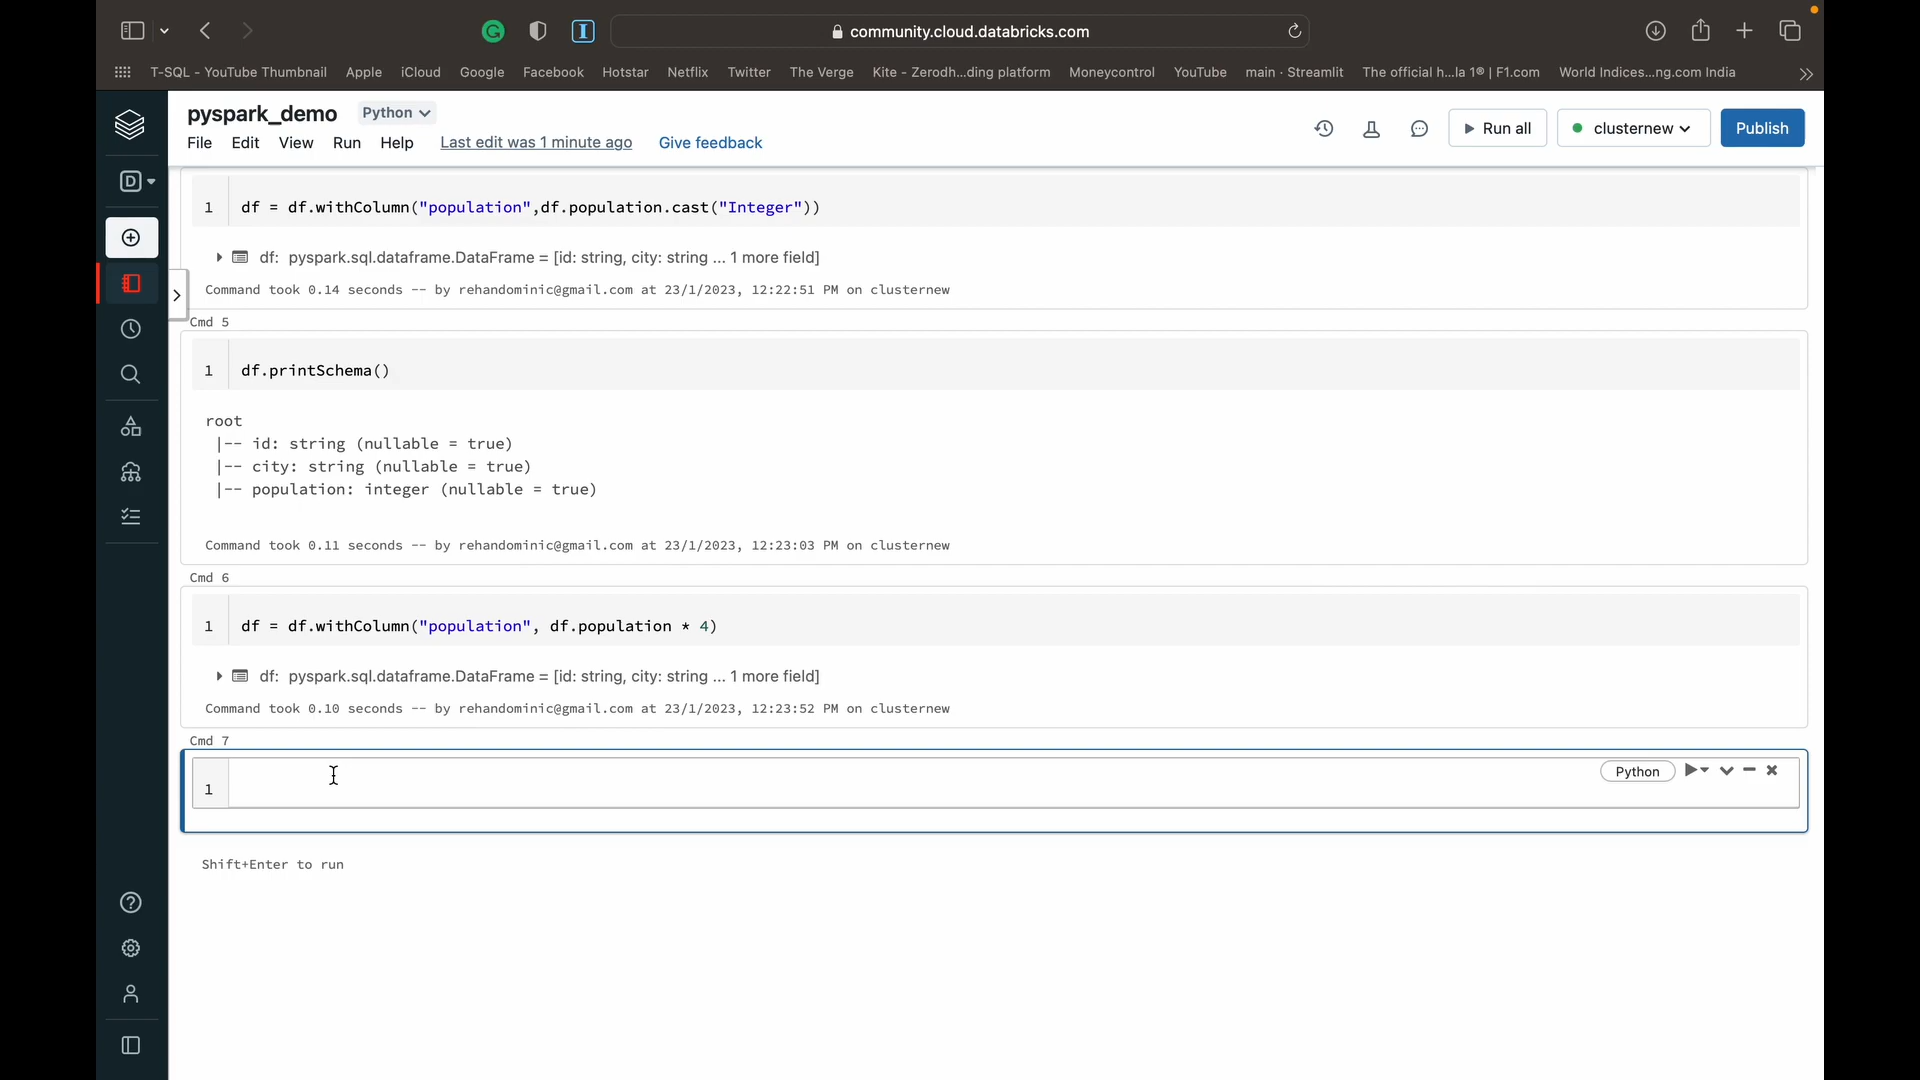 community.cloud.databricks.com
T-SQL - YouTube Thumbnail Apple iCloud Google Facebook Hotstar Netflix Twitter The Verge Kite - Zerodh...ding platform Moneycontrol YouTube main · Streamlit The official h...la 1® | F1.com World Indices...ng.com India
pyspark_demo Python
File Edit View Run Help Last edit was 1 minute ago Give feedback
Run all clusternew Publish
D
1 df = df.withColumn("population",df.population.cast("Integer"))
df: pyspark.sql.dataframe.DataFrame = [id: string, city: string ... 1 more field]
Command took 0.14 seconds -- by rehandominic@gmail.com at 23/1/2023, 12:22:51 PM on clusternew
Cmd 5
1 df.printSchema()
root
|-- id: string (nullable = true)
|-- city: string (nullable = true)
|-- population: integer (nullable = true)
Command took 0.11 seconds -- by rehandominic@gmail.com at 23/1/2023, 12:23:03 PM on clusternew
Cmd 6
1 df = df.withColumn("population", df.population * 4)
df: pyspark.sql.dataframe.DataFrame = [id: string, city: string ... 1 more field]
Command took 0.10 seconds -- by rehandominic@gmail.com at 23/1/2023, 12:23:52 PM on clusternew
Cmd 7
Python
1
Shift+Enter to run